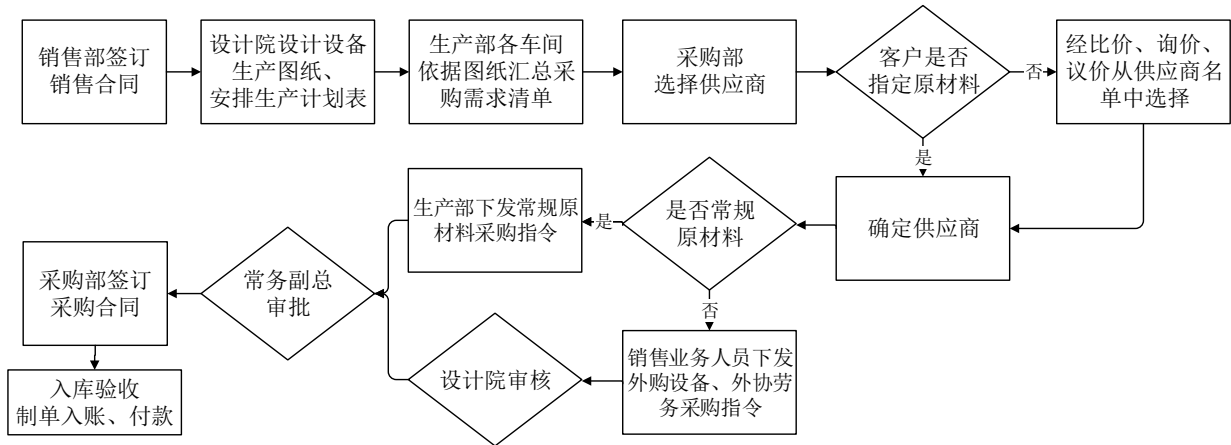 销售部签订
销售合同
设计院设计设备
生产图纸、
安排生产计划表
生产部各车间
依据图纸汇总采
购需求清单
采购部
选择供应商
客户是否
指定原材料
否
经比价、询价、
议价从供应商名
单中选择
是
确定供应商
是否常规
原材料
是
生产部下发常规原
材料采购指令
否
销售业务人员下发
外购设备、外协劳
务采购指令
设计院审核
常务副总
审批
采购部签订
采购合同
入库验收
制单入账、付款